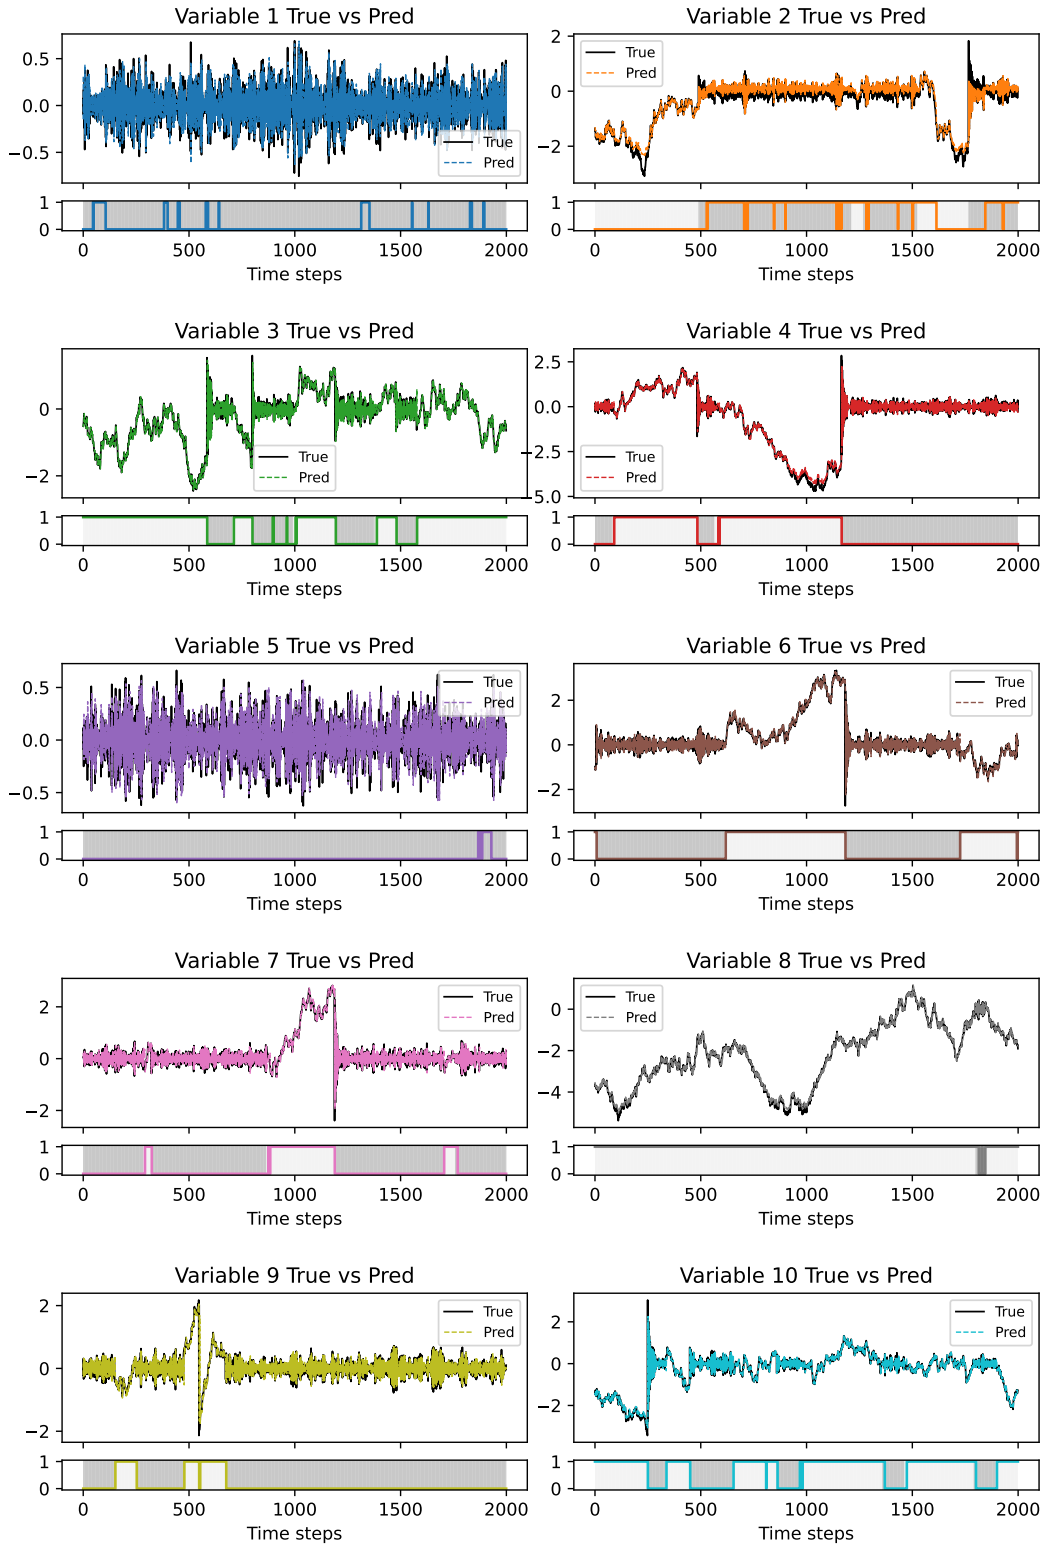 Variable 1 True vs Pred
0.5
0.0
−0.5
True
Pred
1
0
0 500 1000 1500 2000
Time steps
Variable 2 True vs Pred
2
0
−2
True
Pred
1
0
0 500 1000 1500 2000
Time steps
Variable 3 True vs Pred
0
−2
True
Pred
1
0
0 500 1000 1500 2000
Time steps
Variable 4 True vs Pred
2.5
0.0
−2.5
−5.0
True
Pred
1
0
0 500 1000 1500 2000
Time steps
Variable 5 True vs Pred
0.5
0.0
−0.5
True
Pred
1
0
0 500 1000 1500 2000
Time steps
Variable 6 True vs Pred
2
0
−2
True
Pred
1
0
0 500 1000 1500 2000
Time steps
Variable 7 True vs Pred
2
0
−2
True
Pred
1
0
0 500 1000 1500 2000
Time steps
Variable 8 True vs Pred
0
−2
−4
True
Pred
1
0
0 500 1000 1500 2000
Time steps
Variable 9 True vs Pred
2
0
−2
True
Pred
1
0
0 500 1000 1500 2000
Time steps
Variable 10 True vs Pred
2
0
−2
True
Pred
1
0
0 500 1000 1500 2000
Time steps